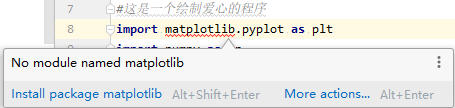 7 #这是一个绘制爱心的程序
8 import matplotlib.pyplot as plt
No module named matplotlib
Install package matplotlib Alt+Shift+Enter More actions... Alt+Enter